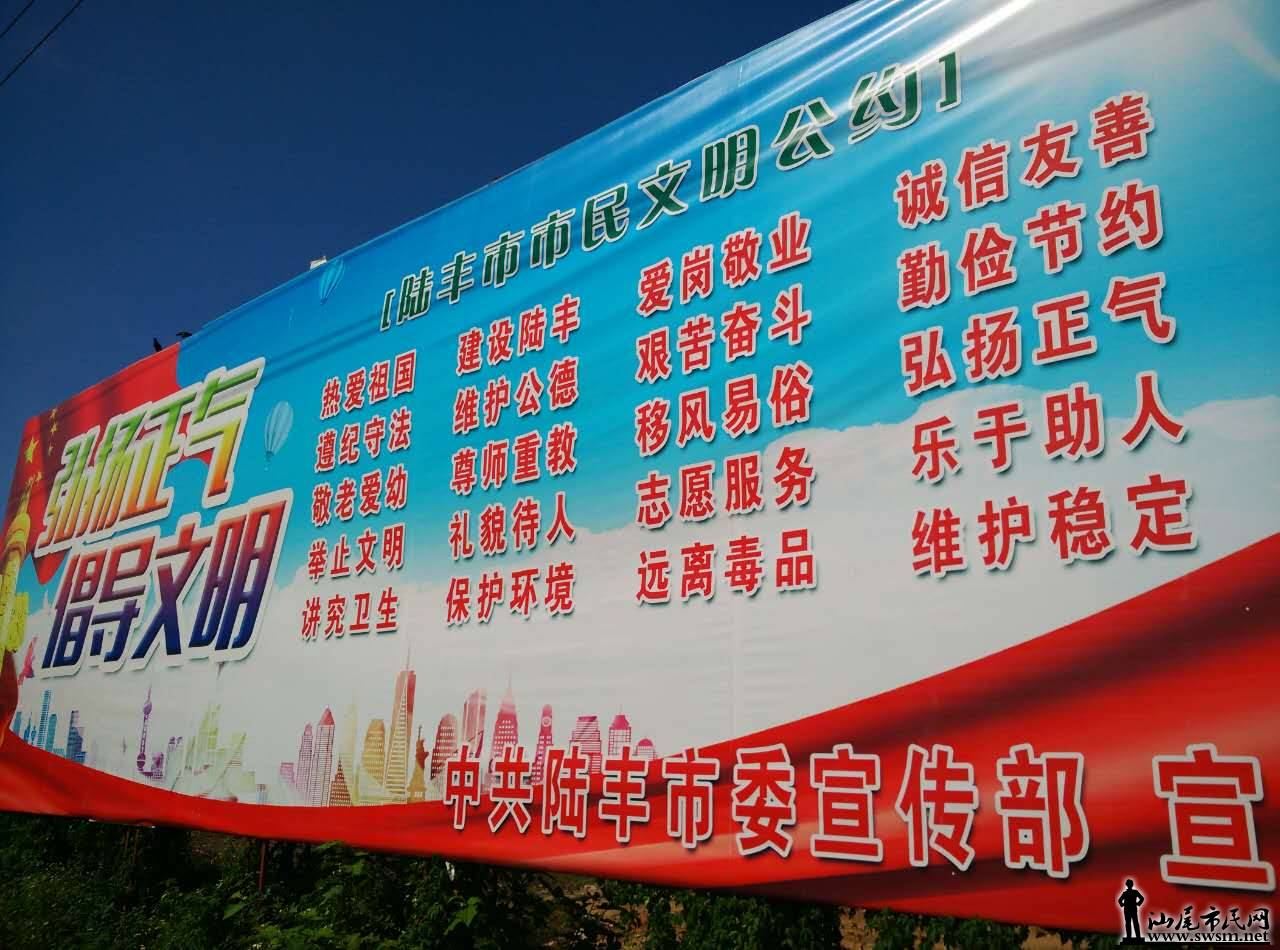 [陆丰市市民文明公约]
弘扬正气
倡导文明
热爱祖国 建设陆丰 爱岗敬业 诚信友善
遵纪守法 维护公德 艰苦奋斗 勤俭节约
敬老爱幼 尊师重教 移风易俗 弘扬正气
举止文明 礼貌待人 志愿服务 乐于助人
讲究卫生 保护环境 远离毒品 维护稳定
中共陆丰市委宣传部 宣
汕尾市民网
www.swsm.net